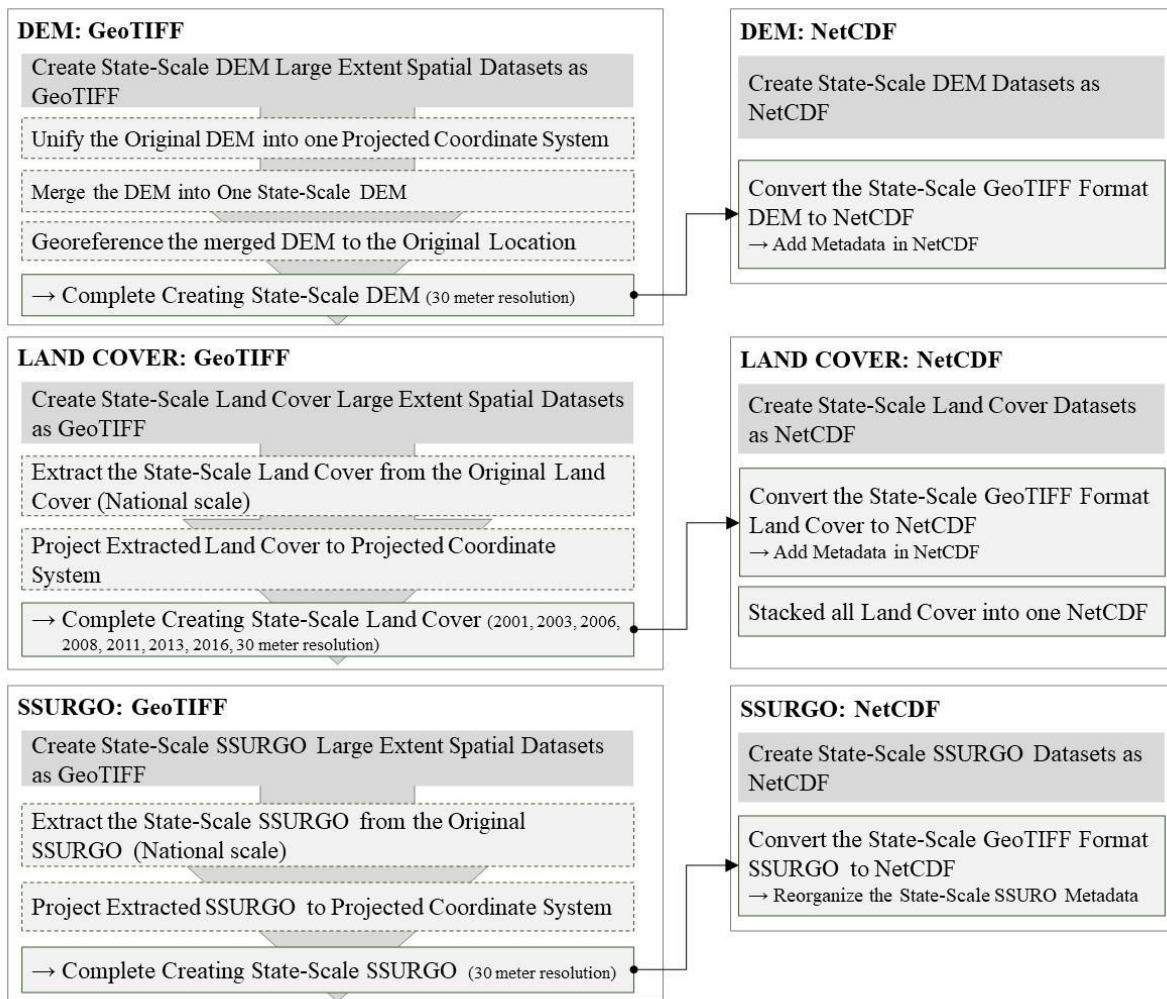 DEM: GeoTIFF
Create State-Scale DEM Large Extent Spatial Datasets as
GeoTIFF
Unify the Original DEM into one Projected Coordinate System
Merge the DEM into One State-Scale DEM
Georeference the merged DEM to the Original Location
→ Complete Creating State-Scale DEM (30 meter resolution)
DEM: NetCDF
Create State-Scale DEM Datasets as
NetCDF
Convert the State-Scale GeoTIFF Format
DEM to NetCDF
→ Add Metadata in NetCDF
LAND COVER: GeoTIFF
Create State-Scale Land Cover Large Extent Spatial Datasets
as GeoTIFF
Extract the State-Scale Land Cover from the Original Land
Cover (National scale)
Project Extracted Land Cover to Projected Coordinate
System
→ Complete Creating State-Scale Land Cover (2001, 2003, 2006,
2008, 2011, 2013, 2016, 30 meter resolution)
LAND COVER: NetCDF
Create State-Scale Land Cover Datasets
as NetCDF
Convert the State-Scale GeoTIFF Format
Land Cover to NetCDF
→ Add Metadata in NetCDF
Stacked all Land Cover into one NetCDF
SSURGO: GeoTIFF
Create State-Scale SSURGO Large Extent Spatial Datasets
as GeoTIFF
Extract the State-Scale SSURGO from the Original
SSURGO (National scale)
Project Extracted SSURGO to Projected Coordinate System
→ Complete Creating State-Scale SSURGO (30 meter resolution)
SSURGO: NetCDF
Create State-Scale SSURGO Datasets as
NetCDF
Convert the State-Scale GeoTIFF Format
SSURGO to NetCDF
→ Reorganize the State-Scale SSURO Metadata